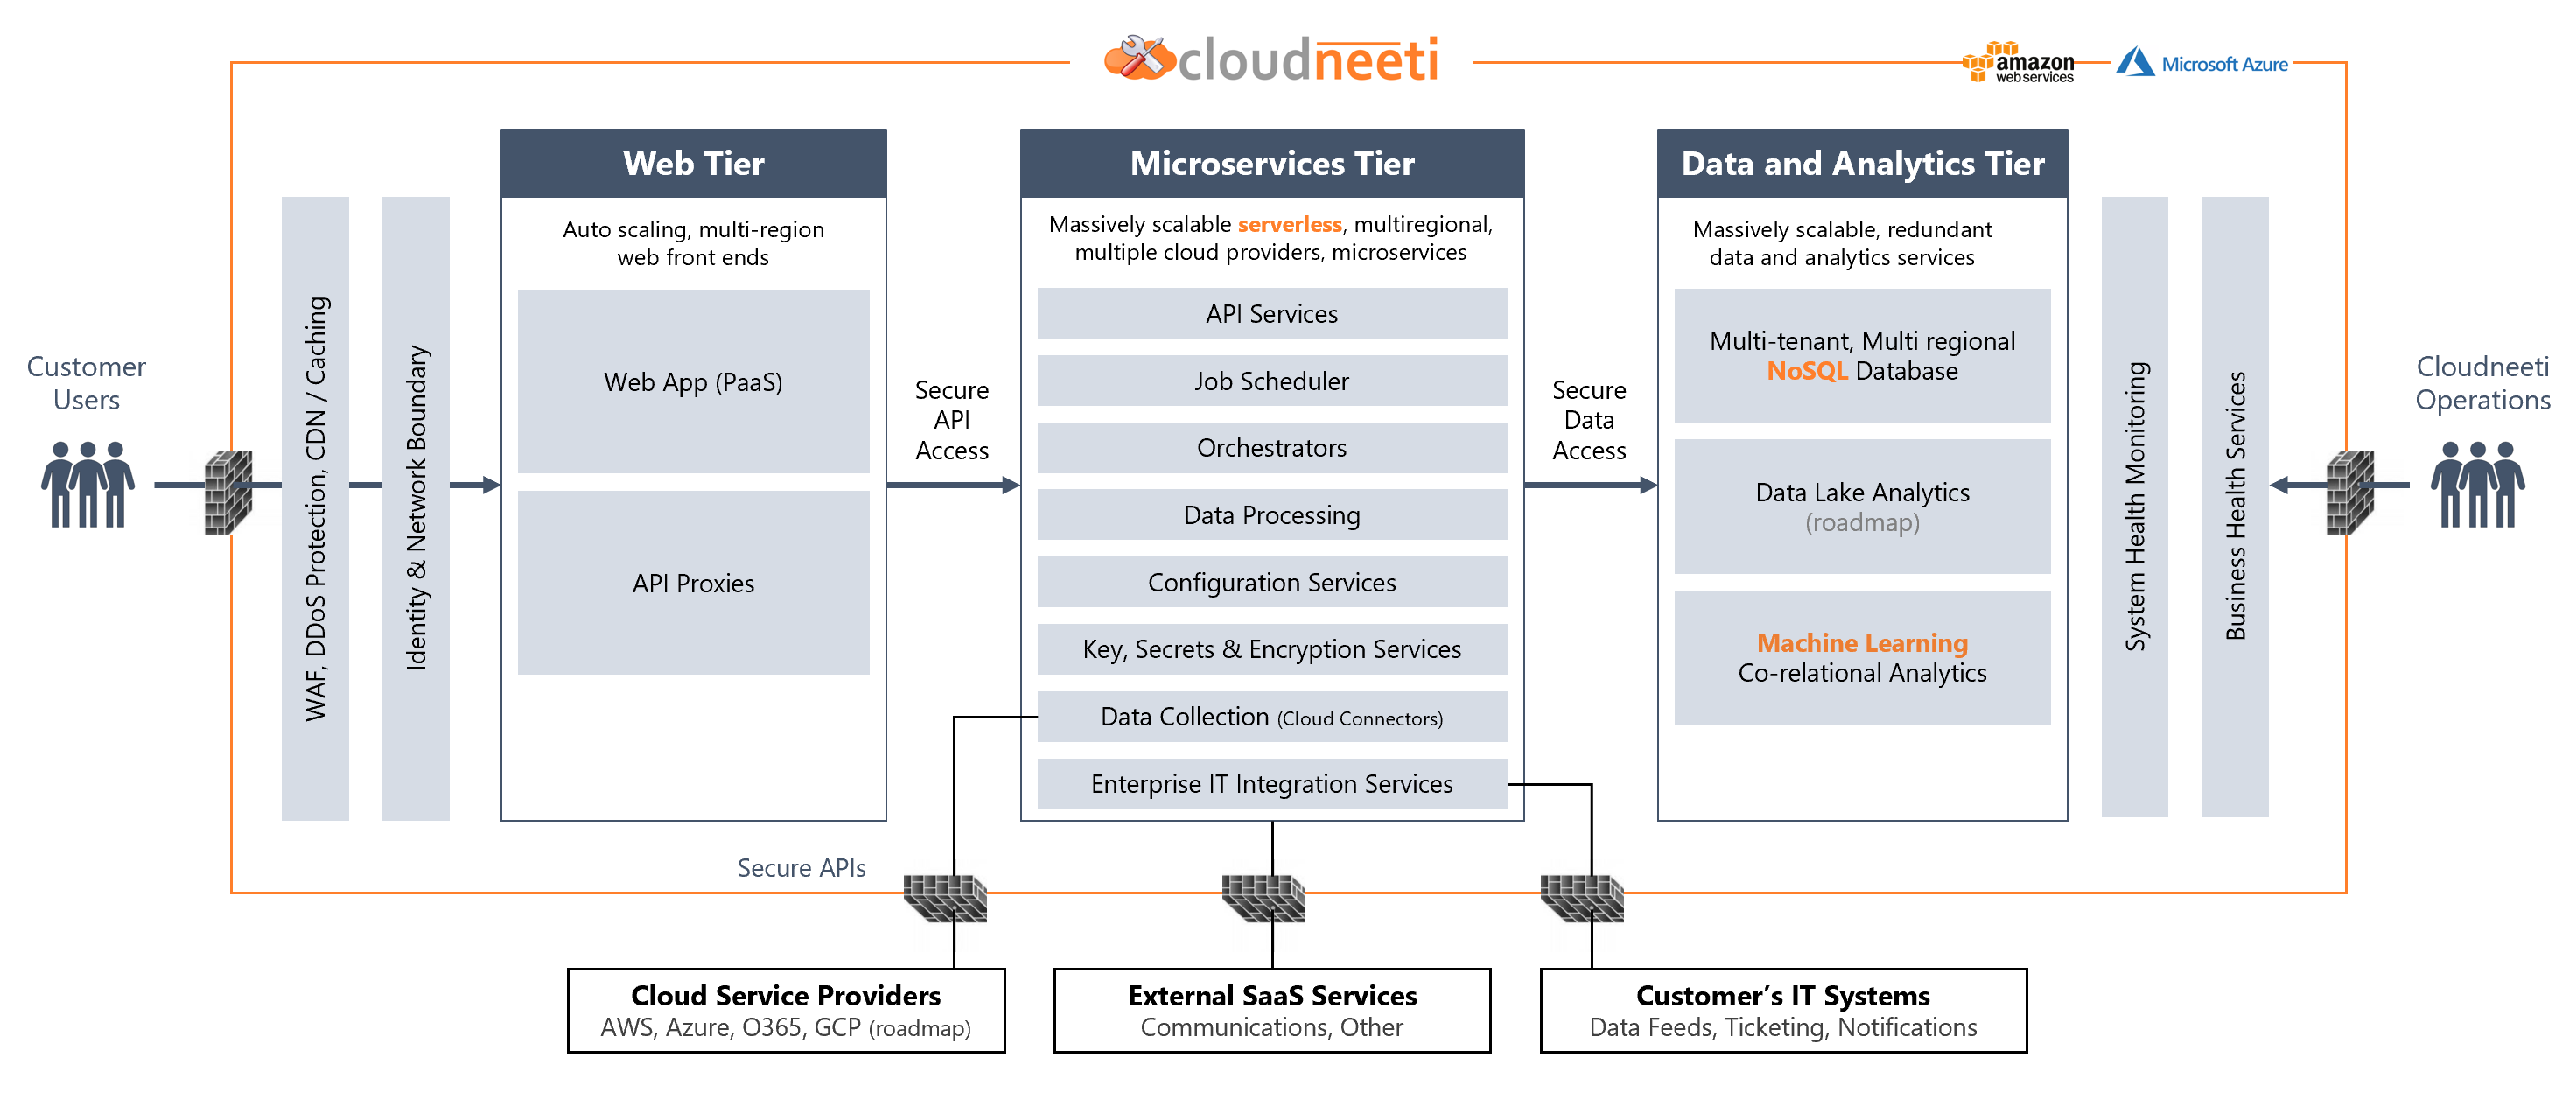 cloudneeti
amazon
web services
Microsoft Azure
Customer
Users
WAF, DDoS Protection, CDN / Caching
Identity & Network Boundary
Web Tier
Auto scaling, multi-region
web front ends
Web App (PaaS)
API Proxies
Secure
API
Access
Microservices Tier
Massively scalable serverless, multiregional,
multiple cloud providers, microservices
API Services
Job Scheduler
Orchestrators
Data Processing
Configuration Services
Key, Secrets & Encryption Services
Data Collection (Cloud Connectors)
Enterprise IT Integration Services
Secure
Data
Access
Data and Analytics Tier
Massively scalable, redundant
data and analytics services
Multi-tenant, Multi regional
NoSQL Database
Data Lake Analytics
(roadmap)
Machine Learning
Co-relational Analytics
System Health Monitoring
Business Health Services
Cloudneeti
Operations
Secure APIs
Cloud Service Providers
AWS, Azure, O365, GCP (roadmap)
External SaaS Services
Communications, Other
Customer’s IT Systems
Data Feeds, Ticketing, Notifications